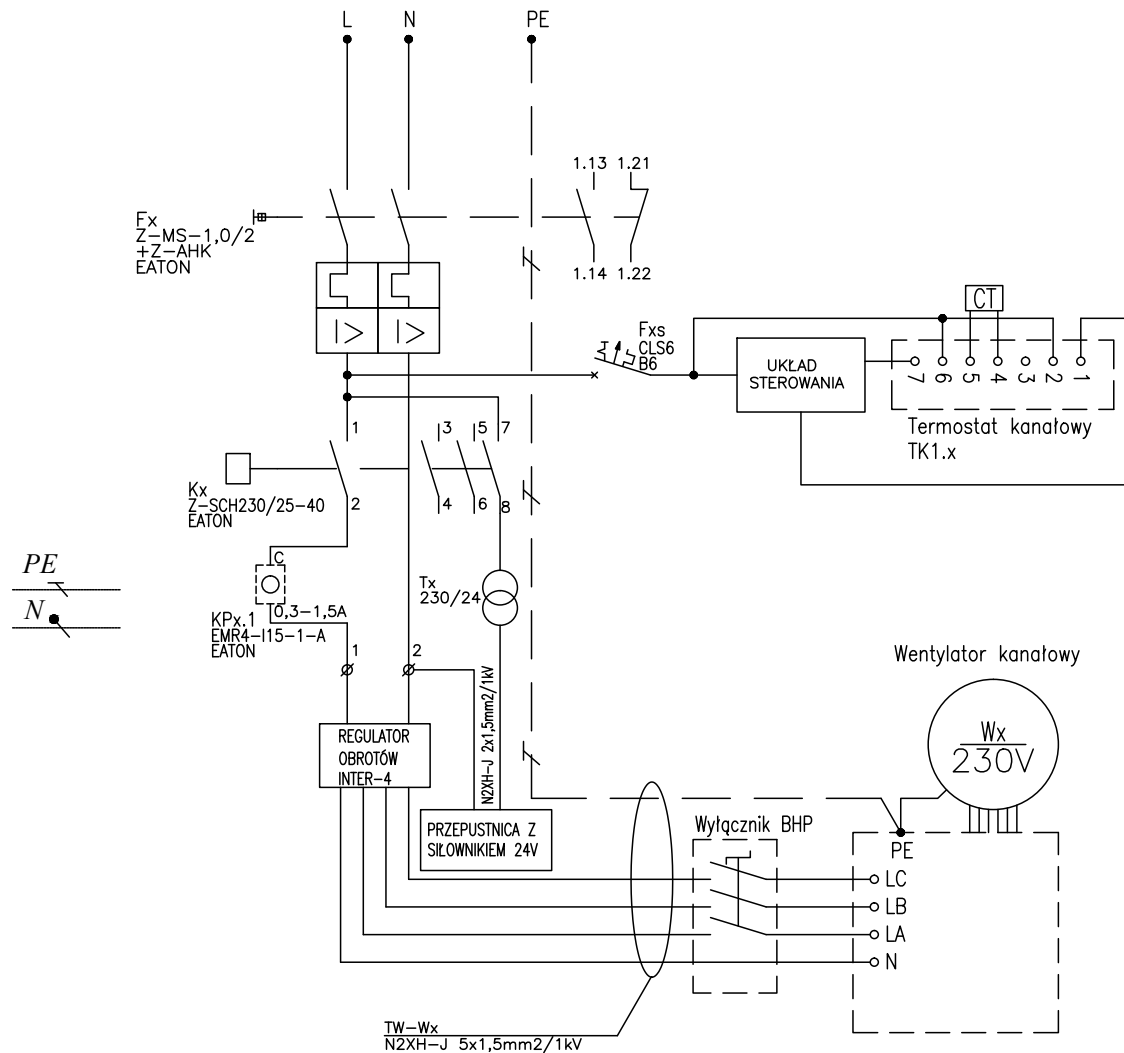 L
N
PE
1.13 1.21
Fx
Z-MS-1,0/2
+Z-AHK
EATON
1.14 1.22
I> I>
Fxs
CLS6
B6
CT
UKŁAD
STEROWANIA
7 6 5 4 3 2 1
Termostat kanałowy
TK1.x
1
3
5
7
Kx
Z-SCH230/25-40
EATON
2
4
6
8
PE
N
C
0,3-1,5A
KPx.1
EMR4-I15-1-A
EATON
Tx
230/24
1
2
N2XH-J 2x1,5mm2/1kV
REGULATOR
OBROTÓW
INTER-4
PRZEPUSTNICA Z
SIŁOWNIKIEM 24V
Wentylator kanałowy
Wx
230V
Wyłącznik BHP
PE
LC
LB
LA
N
TW-Wx
N2XH-J 5x1,5mm2/1kV